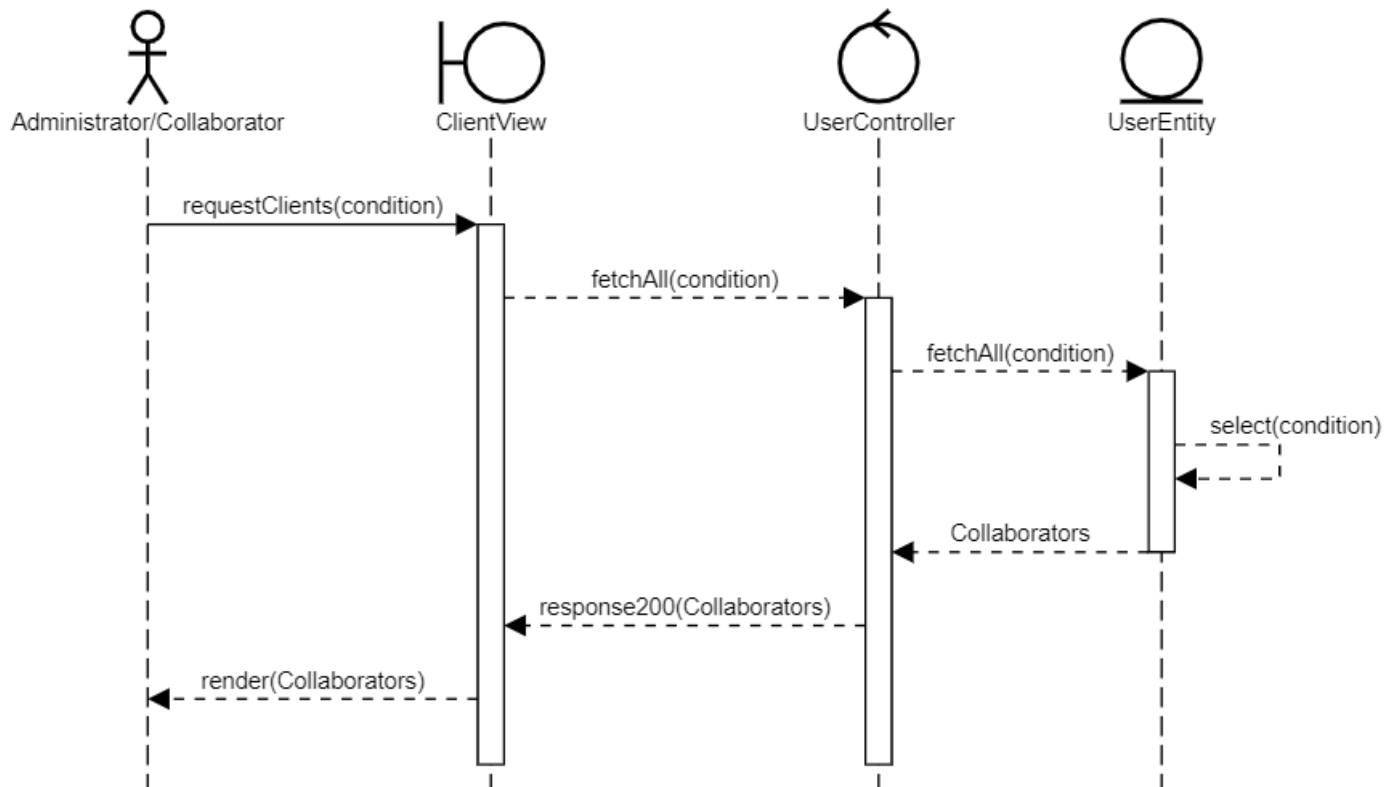 Administrator/Collaborator
ClientView
UserController
UserEntity
requestClients(condition)
fetchAll(condition)
fetchAll(condition)
select(condition)
Collaborators
response200(Collaborators)
render(Collaborators)